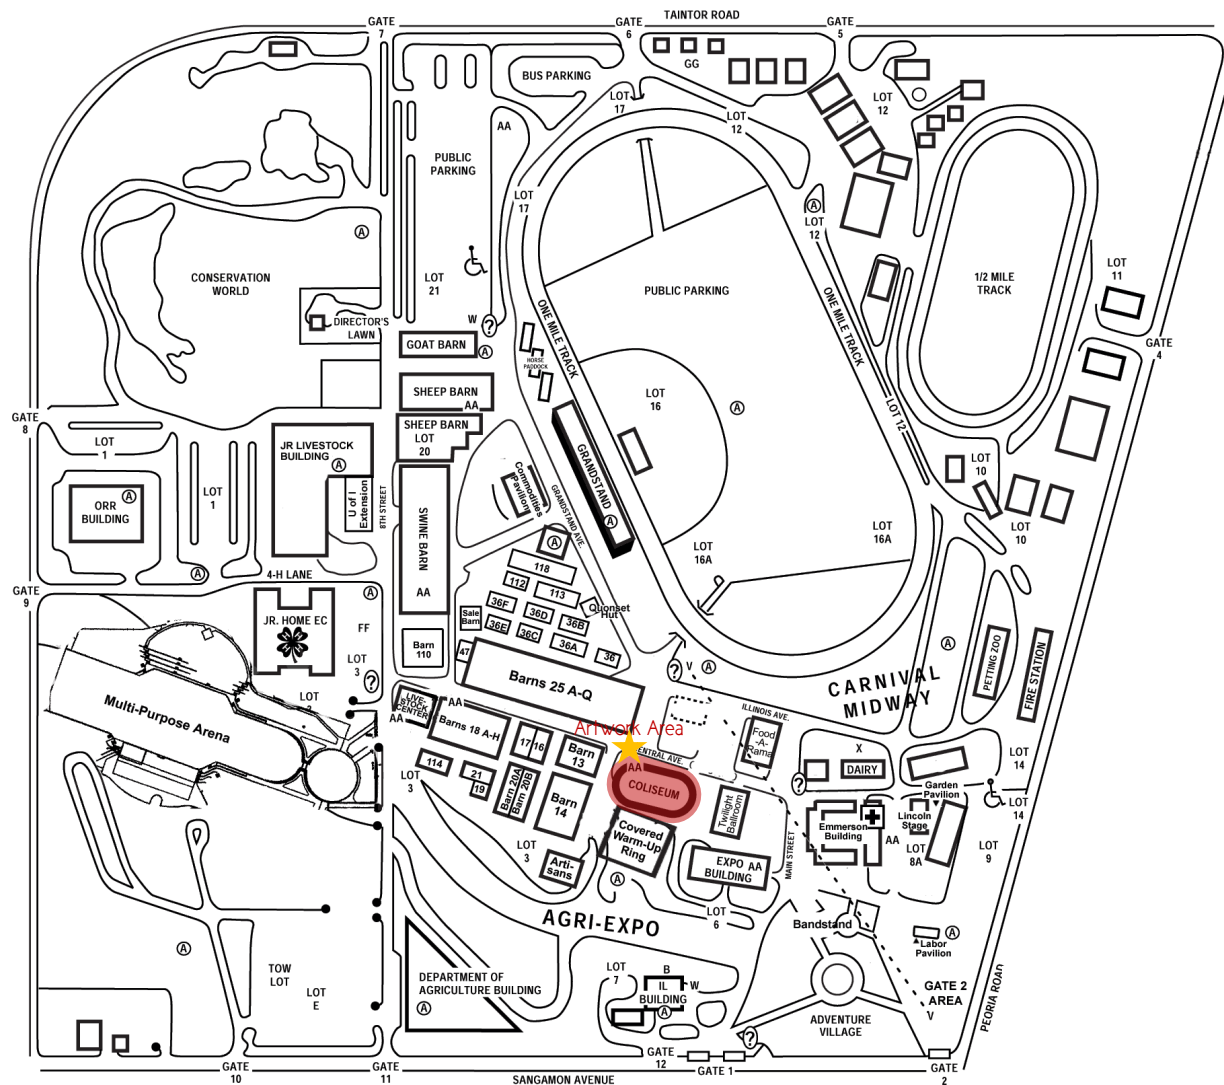 TAINTOR ROAD
GATE
7
GATE
6
GATE
5
GG
BUS PARKING
LOT
17
LOT
12
LOT
12
AA
PUBLIC
PARKING
LOT
17
A
LOT
12
A
CONSERVATION
WORLD
LOT
21
PUBLIC PARKING
1/2 MILE
TRACK
LOT
11
DIRECTOR'S
LAWN
W
?
ONE MILE TRACK
ONE MILE TRACK
GOAT BARN
A
HORSE
PADDOCK
GATE
4
SHEEP BARN
AA
LOT
16
A
LOT 12
GATE
8
SHEEP BARN
LOT
20
LOT
1
JR LIVESTOCK
BUILDING
A
GRANDSTAND
A
Commodities
Pavilion
LOT
10
U of I
Extension
8TH STREET
GRANDSTAND AVE.
ORR
BUILDING
A
LOT
1
SWINE BARN
AA
LOT
16A
LOT
16A
LOT
10
A
118
4-H LANE
A
A
112
113
GATE
9
JR. HOME EC
FF
36F
36D
36B
Quonset
Hut
Sale
Barn
36E
36C
36A
36
Barn
110
47
LOT
3
?
? V A
A
PETTING ZOO
FIRE STATION
Barns 25 A-Q
CARNIVAL
MIDWAY
LOT
Multi-Purpose Arena
LIVE-
STOCK
CENTER
AA
AA
ILLINOIS AVE.
Barns 18 A-H
17
16
Barn
13
Artwork Area
CENTRAL AVE.
Food
-A-
Rama
X
DAIRY
LOT
14
114
21
19
Barn 20A
Barn 20B
Barn
14
AA
COLISEUM
?
Garden
Pavilion
LOT
14
LOT
3
Twilight
Ballroom
Emmerson
Building
Lincoln
Stage
AA
LOT
8A
LOT
9
Covered
Warm-Up
Ring
LOT
3
Arti-
sans
EXPO AA
BUILDING
MAIN STREET
A
AGRI-EXPO
LOT
6
Bandstand
A
Labor
Pavilion
A
TOW
LOT
LOT
E
DEPARTMENT OF
AGRICULTURE BUILDING
A
LOT
7
B
IL
BUILDING
W
A
GATE 2
AREA
V
PEORIA ROAD
ADVENTURE
VILLAGE
?
GATE
10
GATE
11
SANGAMON AVENUE
GATE
12
GATE 1
GATE
2